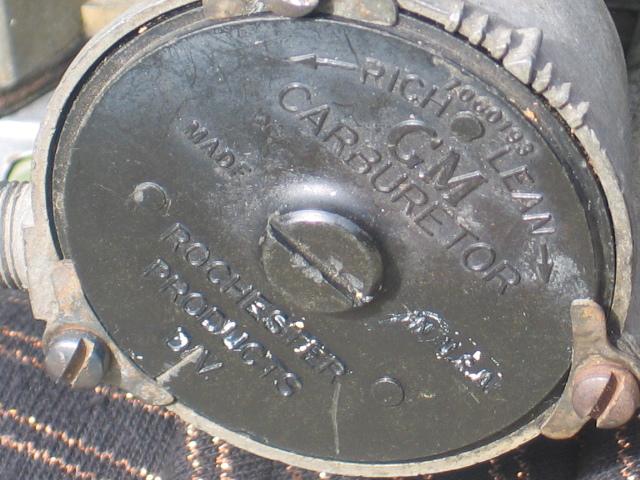 RICH LEAN
GM
CARBURETOR
MADE
ROCHESTER
PRODUCTS
DIV.